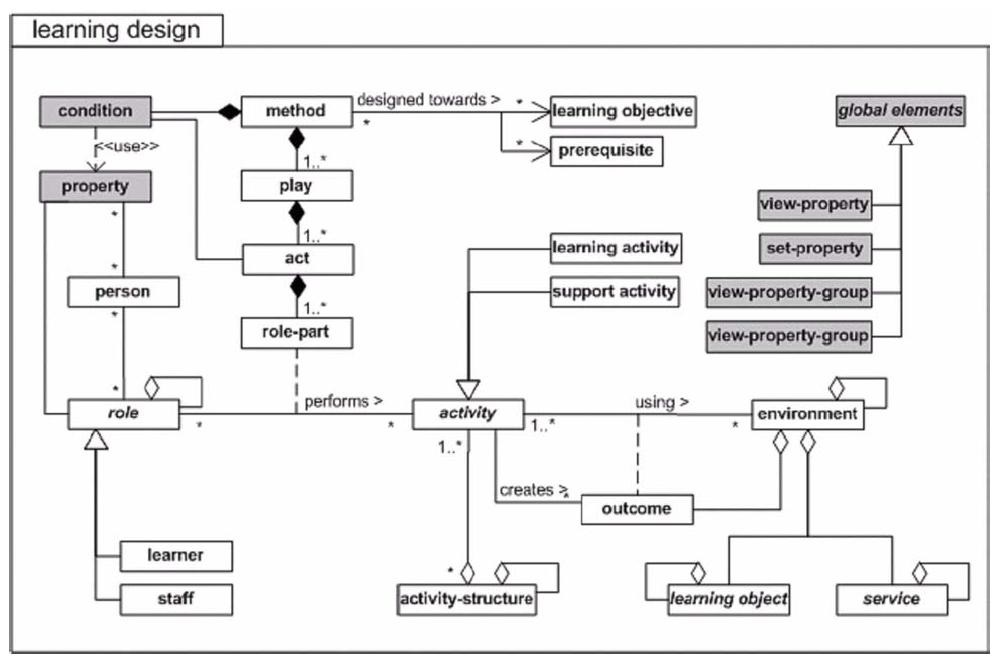 learning design
condition
method
designed towards >
*
*
learning objective
global elements
<<use>>
*
prerequisite
1..*
property
play
*
1..*
view-property
act
learning activity
set-property
*
person
support activity
view-property-group
*
1..*
role-part
view-property-group
*
role
performs >
activity
using >
environment
*
*
1..*
*
1..*
creates >
*
outcome
learner
*
staff
activity-structure
learning object
service